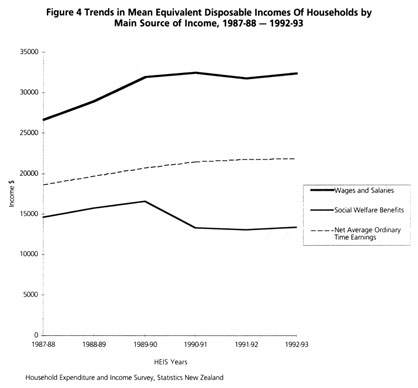 Figure 4 Trends in Mean Equivalent Disposable Incomes Of Households by
Main Source of Income, 1987-88 — 1992-93
35000
30000
25000
20000
15000
10000
5000
0
Income $
1987-88 1988-89 1989-90 1990-91 1991-92 1992-93
HEIS Years
Wages and Salaries
Social Welfare Benefits
Net Average Ordinary
Time Earnings
Household Expenditure and Income Survey, Statistics New Zealand